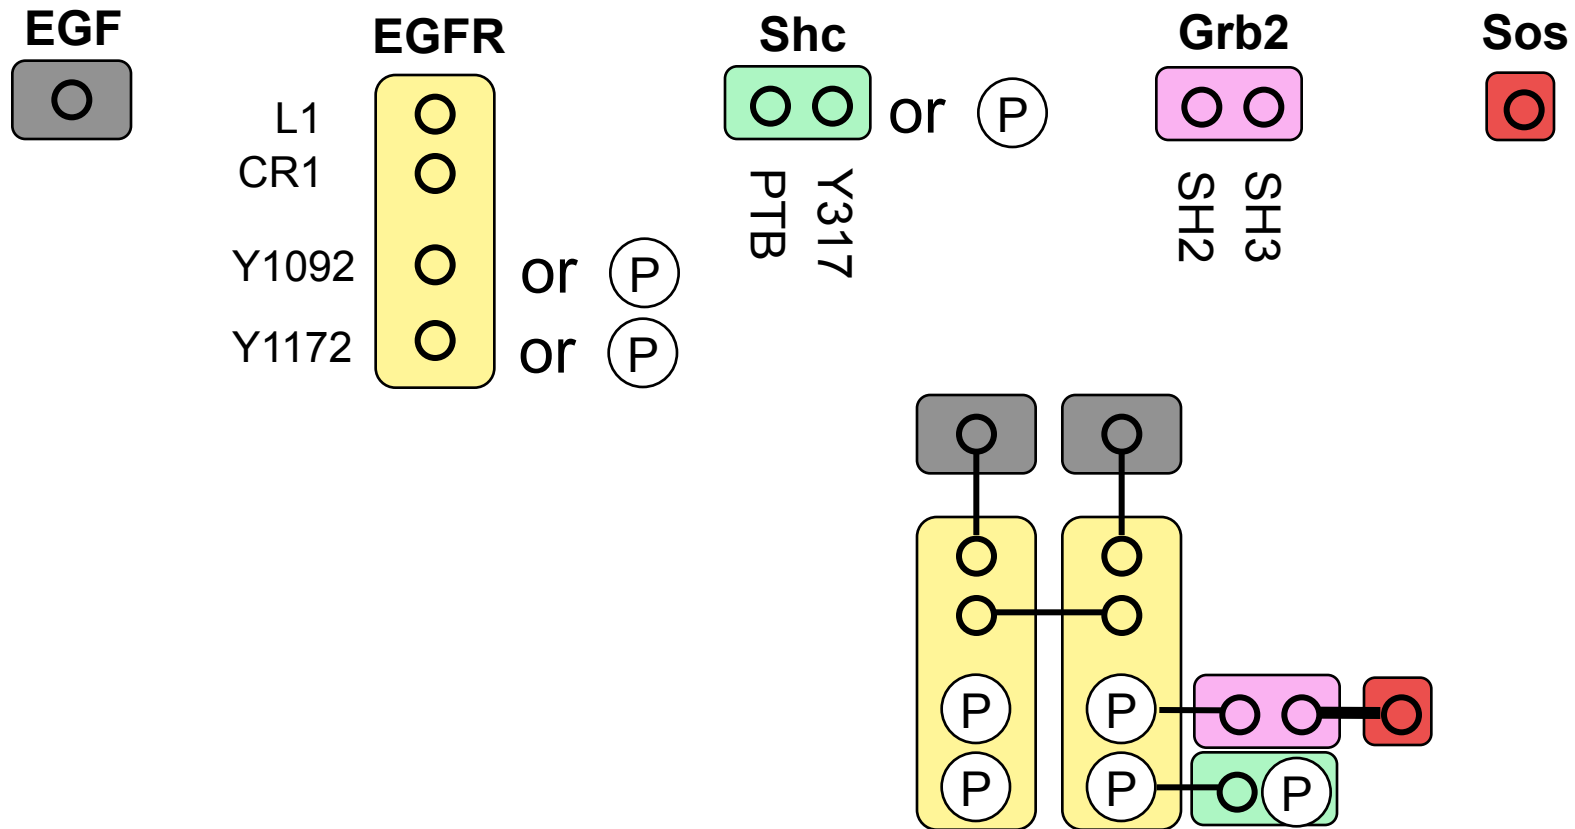 EGF
EGFR
Shc
Grb2
Sos
L1
CR1
Y1092
or P
Y1172
or P
or P
PTB
Y317
SH2
SH3
P
P
P
P
P